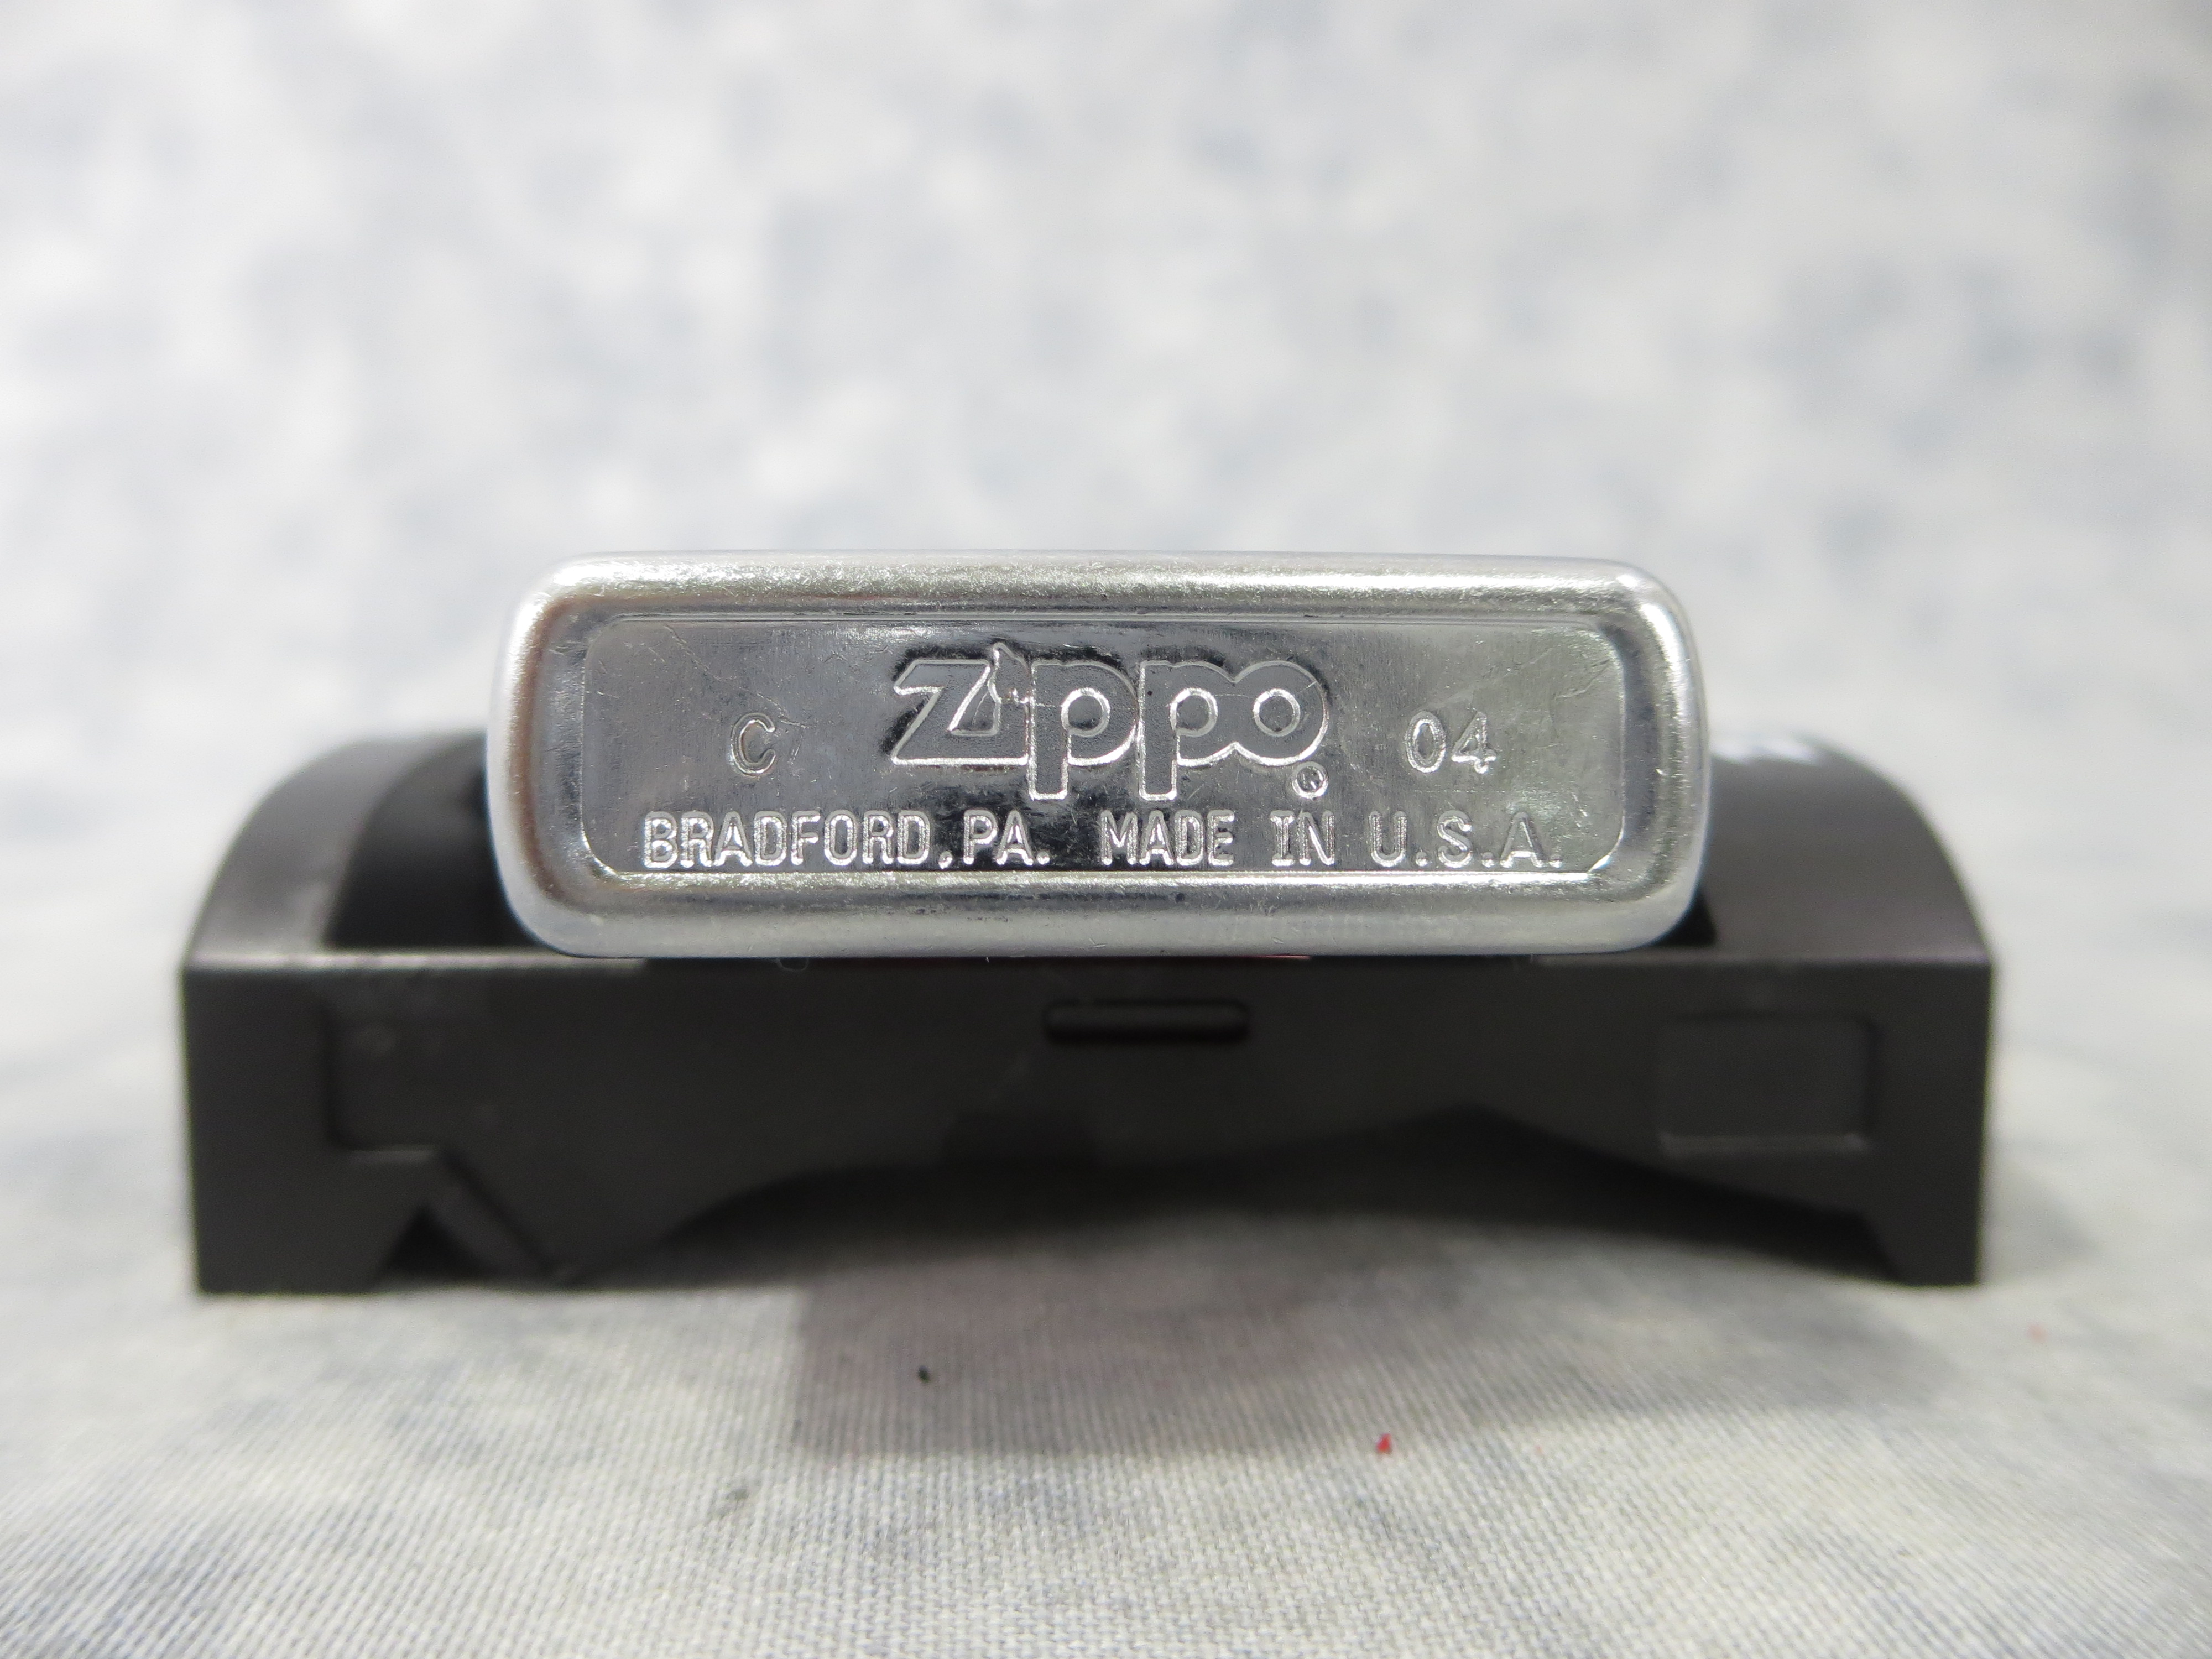 C Zippo® 04
BRADFORD, PA. MADE IN U.S.A.